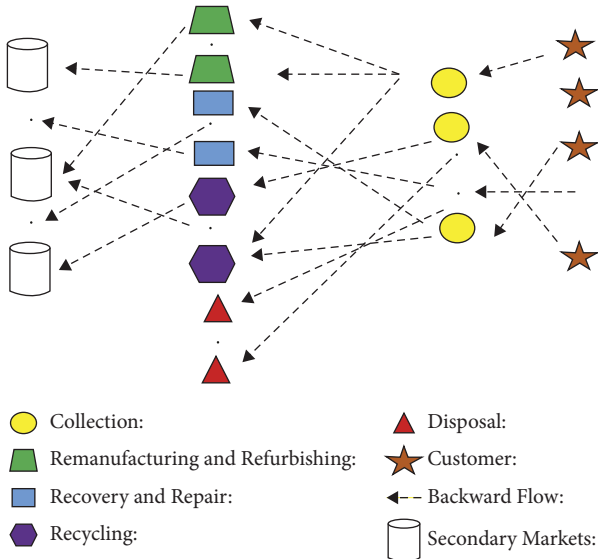 Collection:
Remanufacturing and Refurbishing:
Recovery and Repair:
Recycling:
Disposal:
Customer:
Backward Flow:
Secondary Markets: